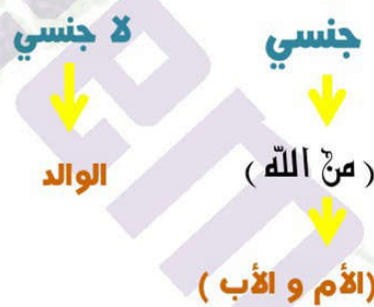 جنسي
لا جنسي
( من الله )
الوالد
(الأم و الأب )